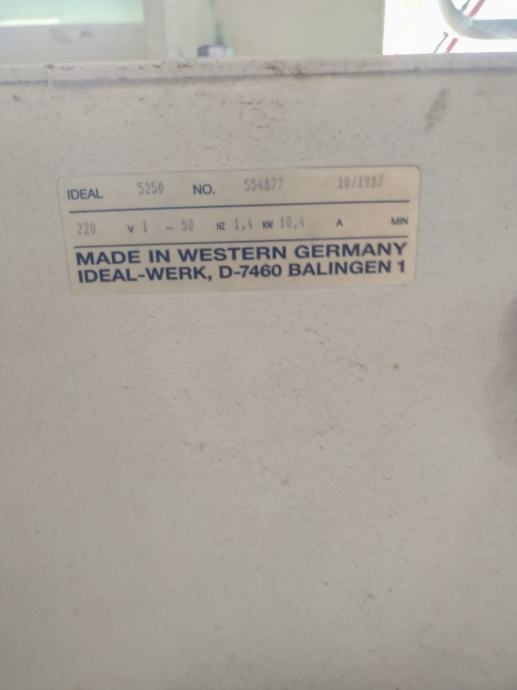 IDEAL 5250 NO. 554877 10/1987
220 V 1 ~ 50 HZ 1,4 KW 10,4 A MIN
MADE IN WESTERN GERMANY
IDEAL-WERK, D-7460 BALINGEN 1